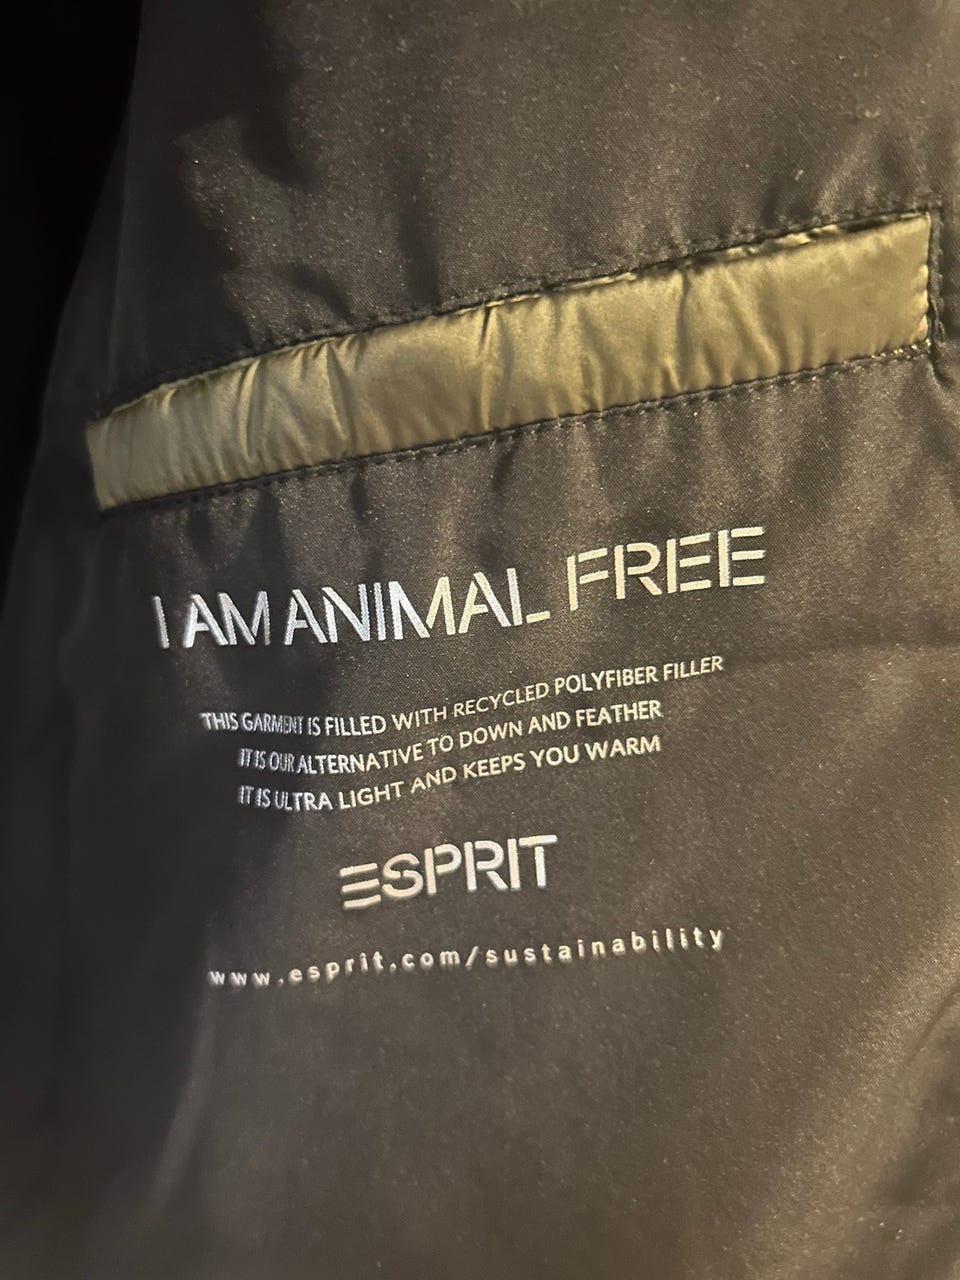 I AM ANIMAL FREE
THIS GARMENT IS FILLED WITH RECYCLED POLYFIBER FILLER
IT IS OUR ALTERNATIVE TO DOWN AND FEATHER
IT IS ULTRA LIGHT AND KEEPS YOU WARM
ESPRIT
www.esprit.com/sustainability